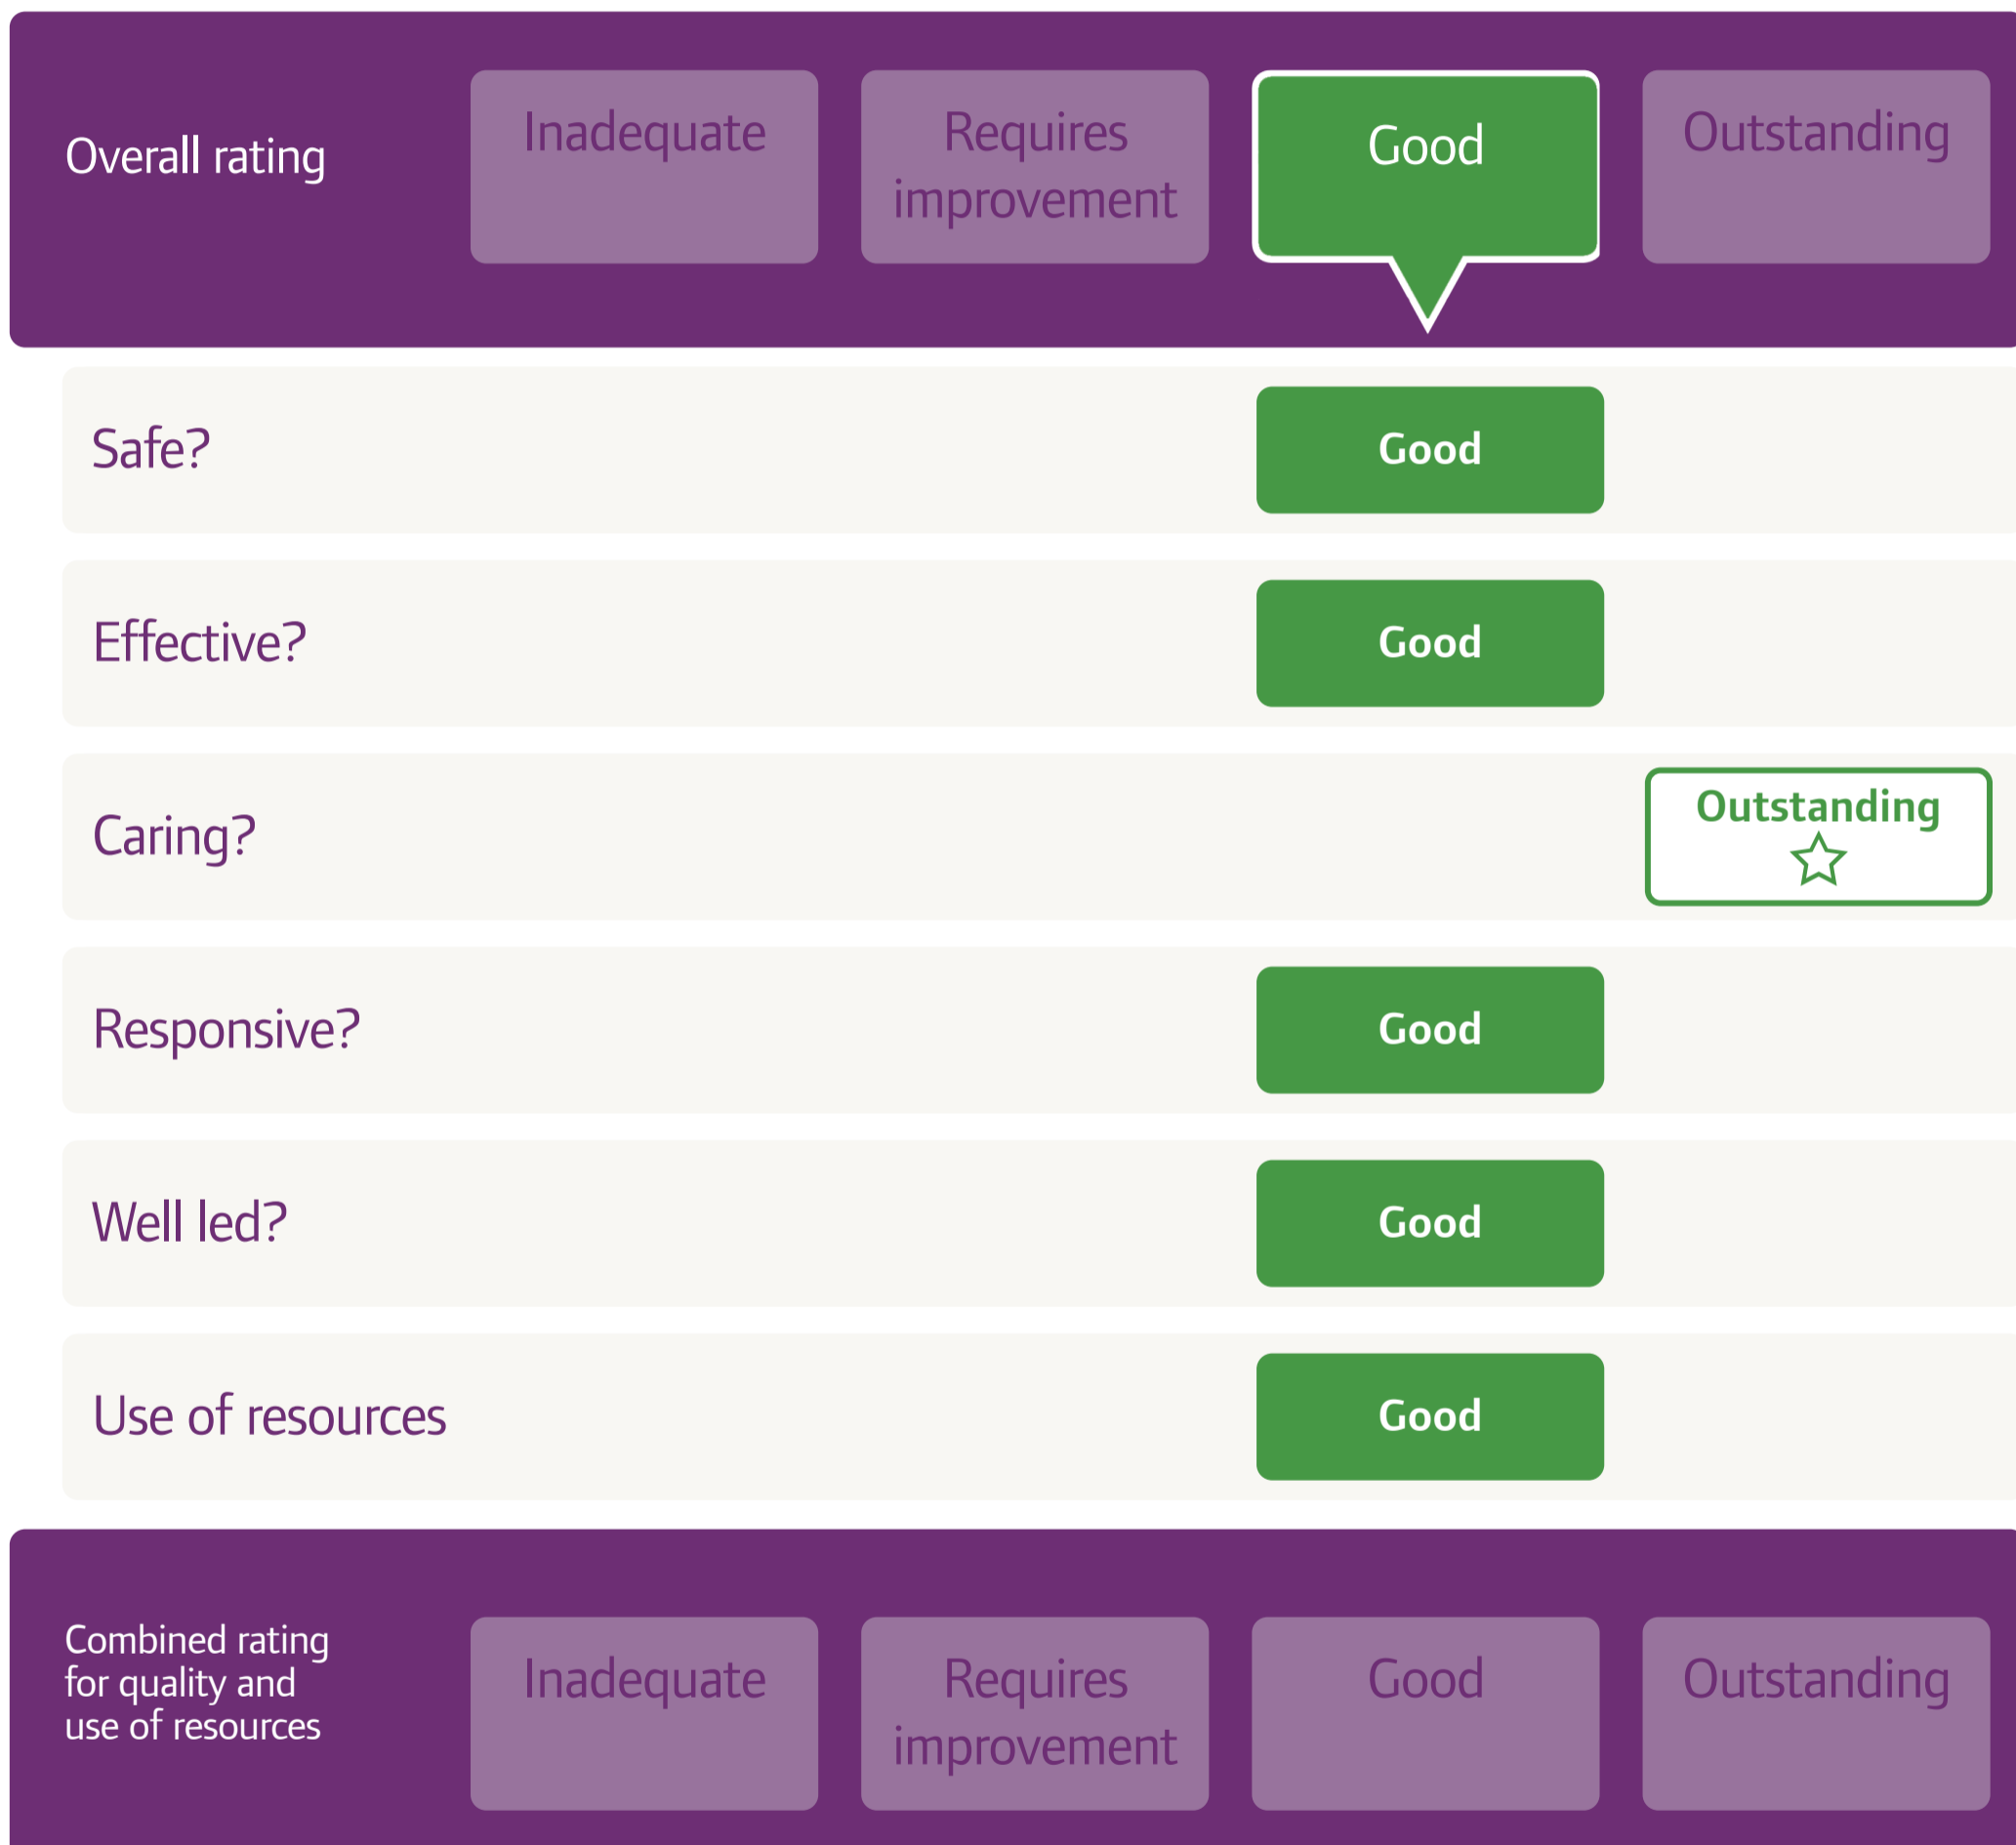 Overall rating
Inadequate
Requires
improvement
Good
Outstanding
Safe?
Good
Effective?
Good
Caring?
Outstanding
Responsive?
Good
Well led?
Good
Use of resources
Good
Combined rating
for quality and
use of resources
Inadequate
Requires
improvement
Good
Outstanding